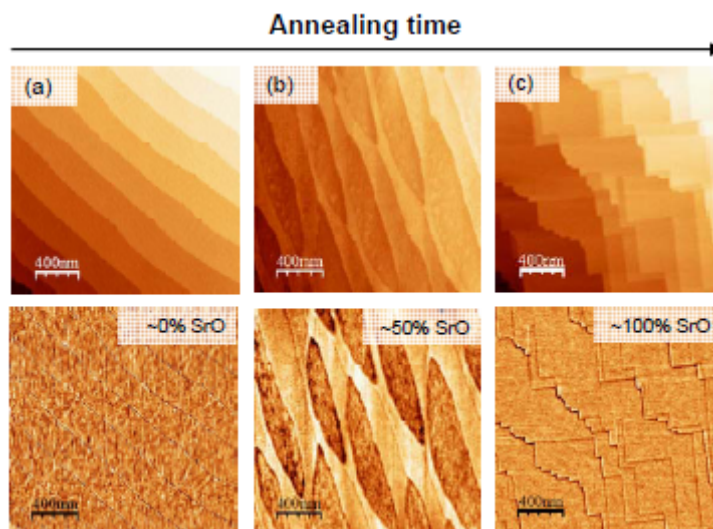 Annealing time
(a)
(b)
(c)
400nm
400nm
400nm
~0% SrO
~50% SrO
~100% SrO
400nm
400nm
400nm